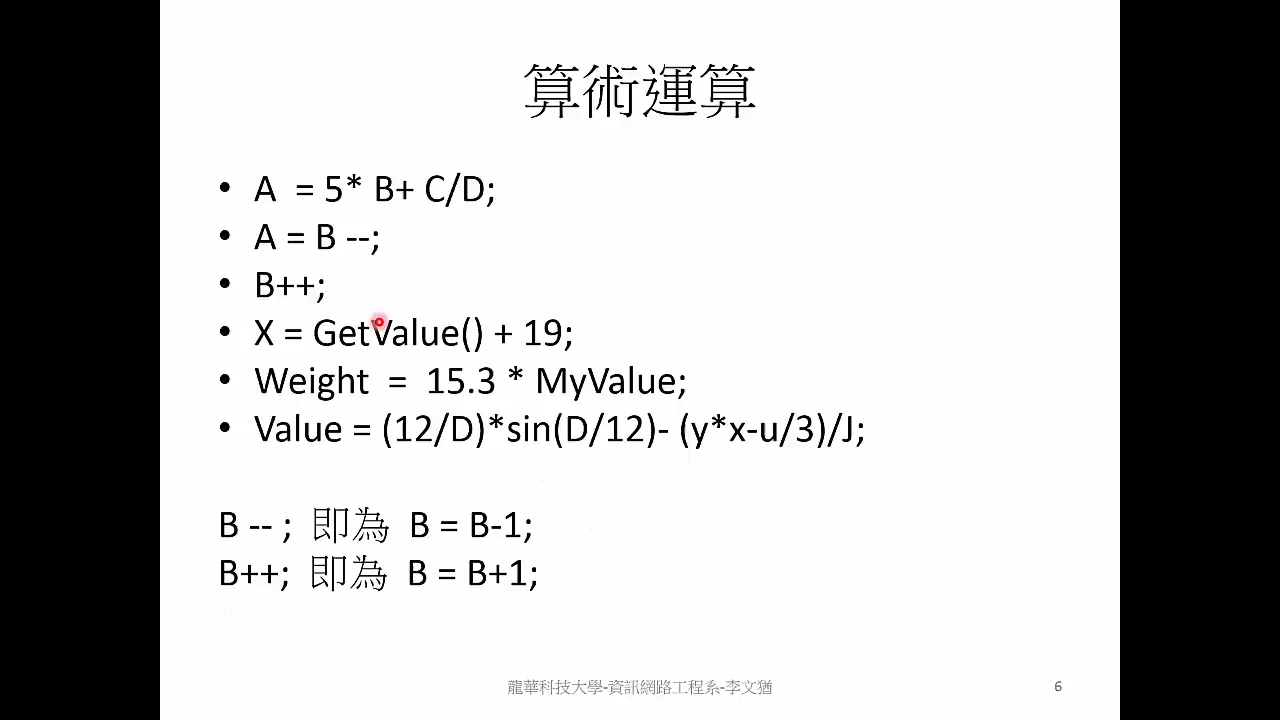 算術運算
• A = 5* B+ C/D;
• A = B --;
• B++;
• X = GetValue() + 19;
• Weight = 15.3 * MyValue;
• Value = (12/D)*sin(D/12)- (y*x-u/3)/J;
B -- ; 即為 B = B-1;
B++; 即為 B = B+1;
龍華科技大學-資訊網路工程系-李文猶
6